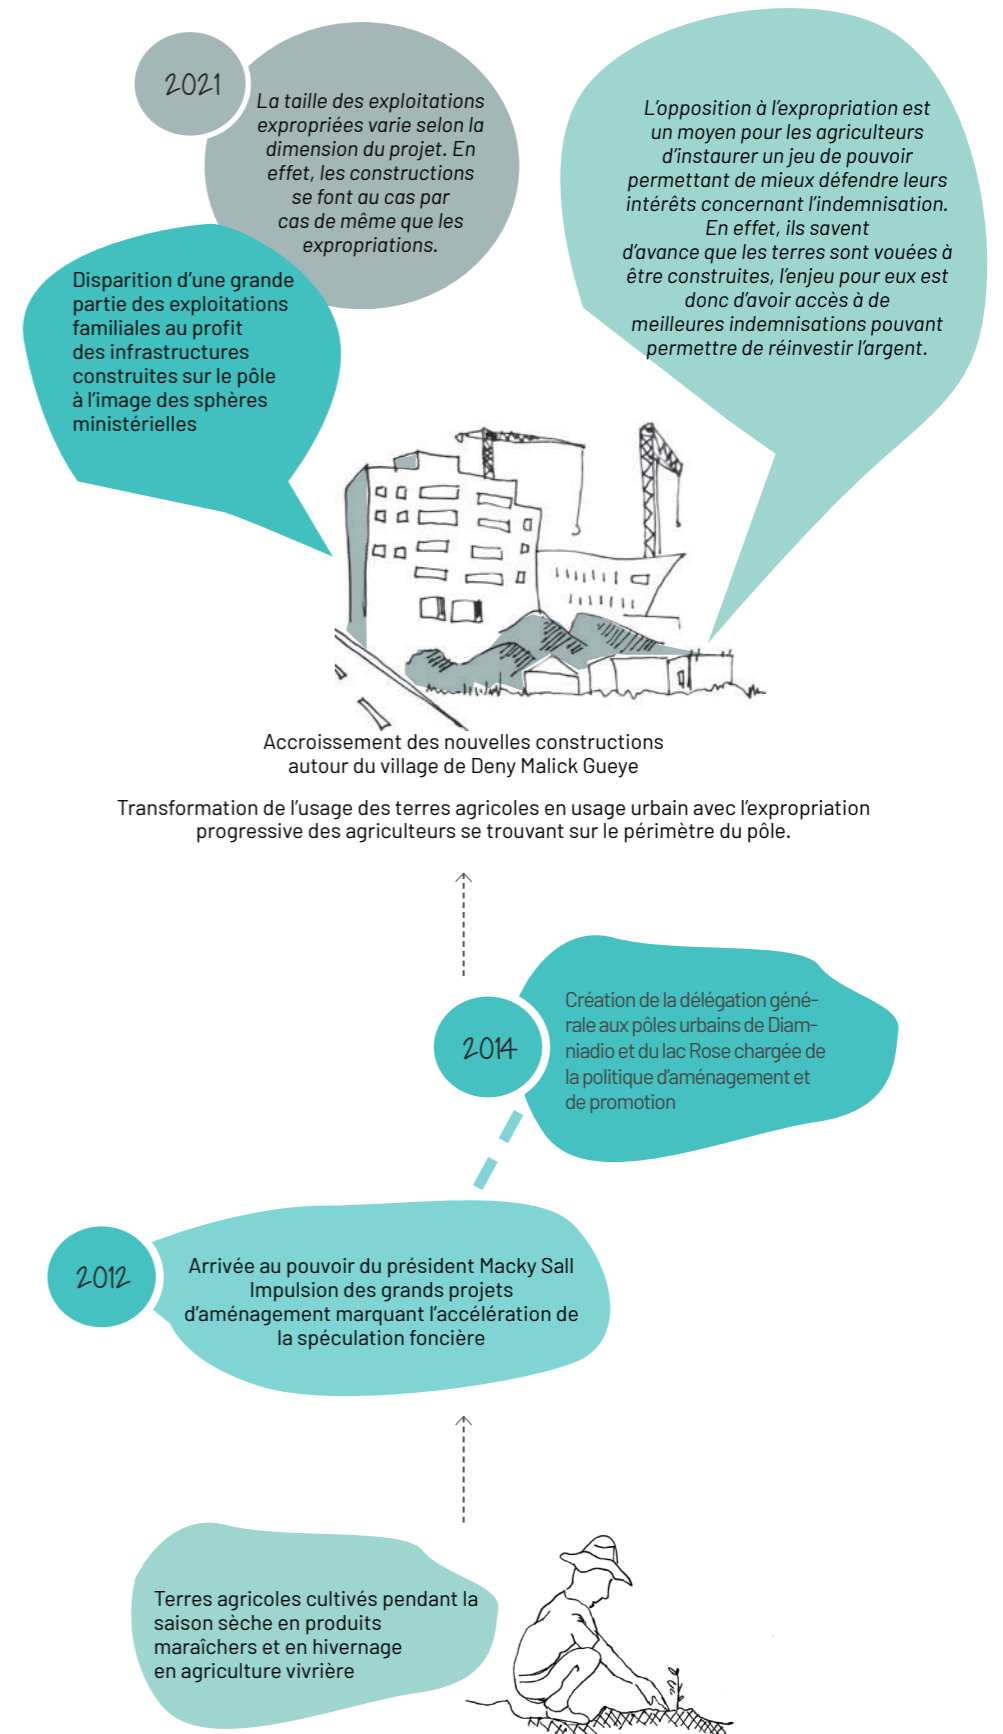 2021
La taille des exploitations
expropriées varie selon la
dimension du projet. En
effet, les constructions
se font au cas par
cas de même que les
expropriations.
L’opposition à l’expropriation est
un moyen pour les agriculteurs
d’instaurer un jeu de pouvoir
permettant de mieux défendre leurs
intérêts concernant l’indemnisation.
En effet, ils savent
d’avance que les terres sont vouées à
être construites, l’enjeu pour eux est
donc d’avoir accès à de
meilleures indemnisations pouvant
permettre de réinvestir l’argent.
Disparition d’une grande
partie des exploitations
familiales au profit
des infrastructures
construites sur le pôle
à l’image des sphères
ministérielles
Accroissement des nouvelles constructions
autour du village de Deny Malick Gueye
Transformation de l’usage des terres agricoles en usage urbain avec l’expropriation
progressive des agriculteurs se trouvant sur le périmètre du pôle.
2014
Création de la délégation géné-
rale aux pôles urbains de Diam-
niadio et du lac Rose chargée de
la politique d’aménagement et
de promotion
2012
Arrivée au pouvoir du président Macky Sall
Impulsion des grands projets
d’aménagement marquant l’accélération de
la spéculation foncière
Terres agricoles cultivés pendant la
saison sèche en produits
maraîchers et en hivernage
en agriculture vivrière